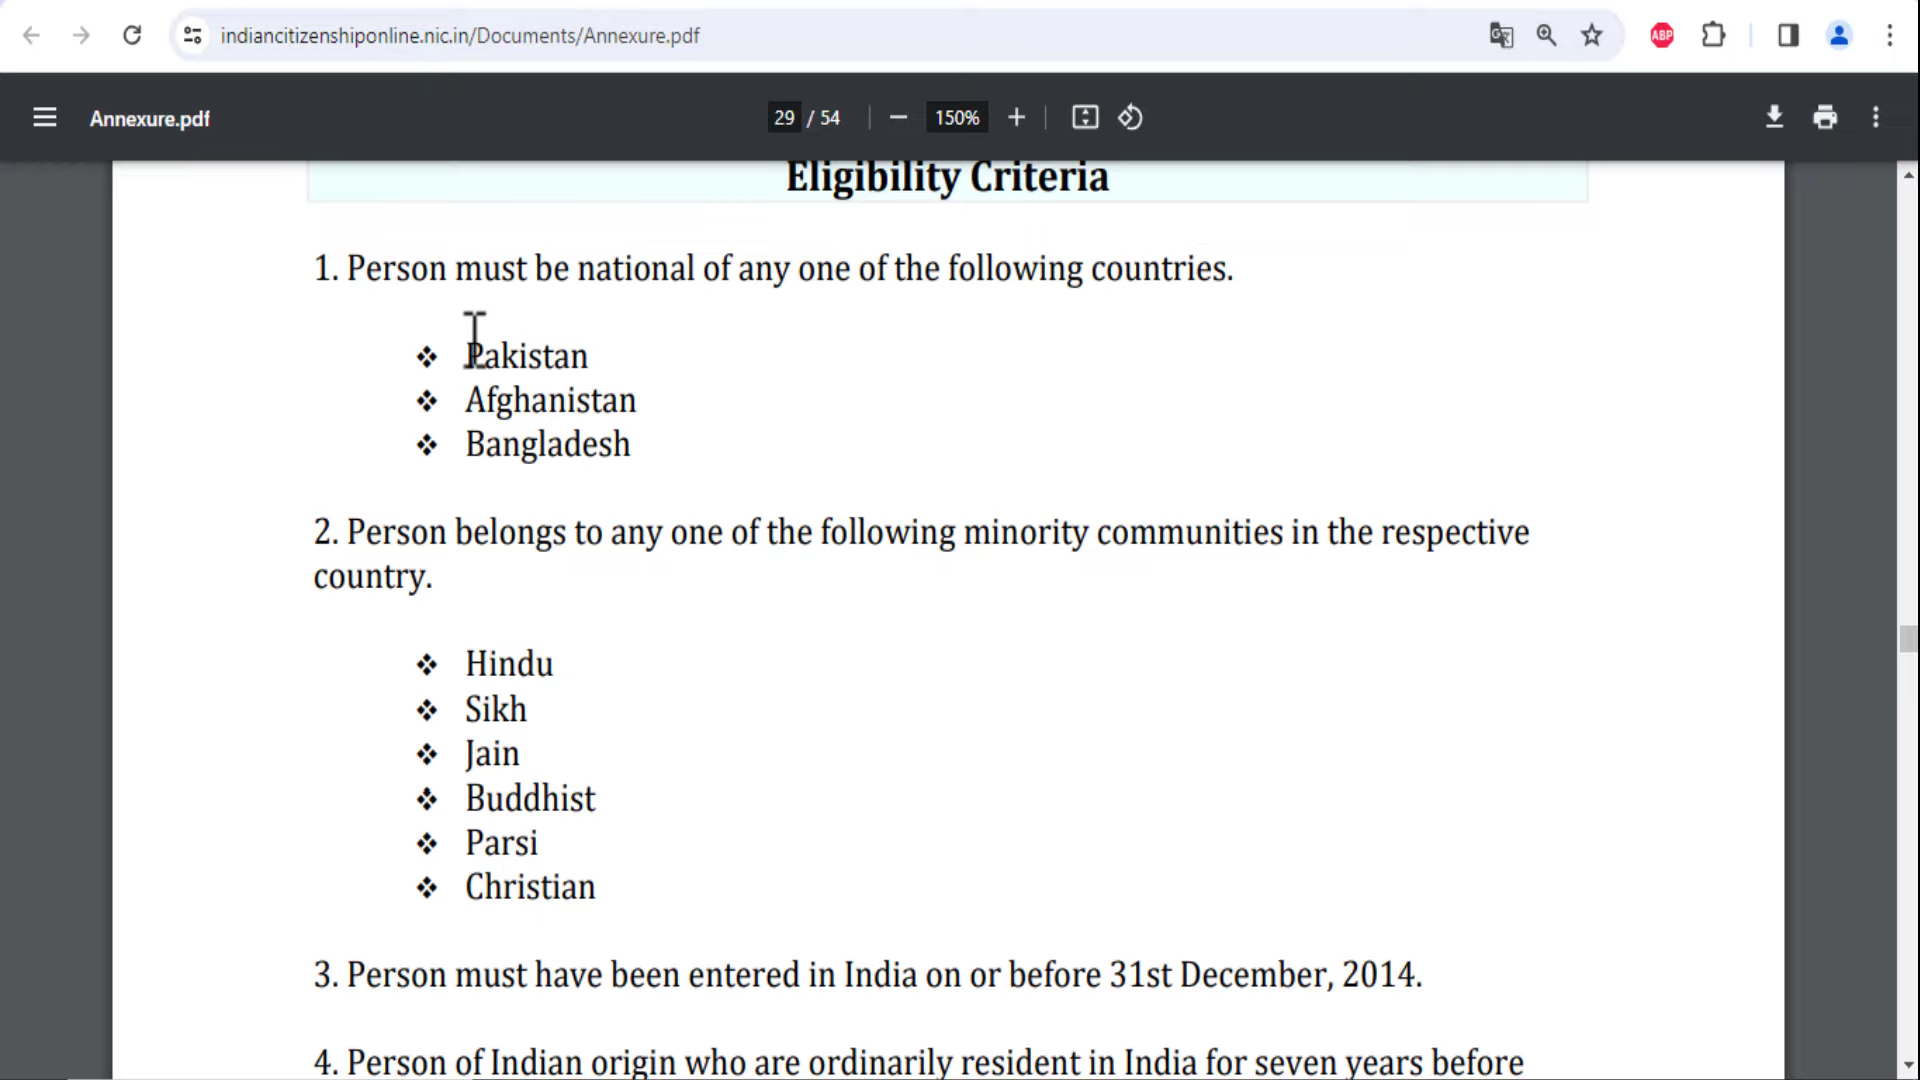 indiancitizenshiponline.nic.in/Documents/Annexure.pdf
ABP
Annexure.pdf
29 / 54
150%
Eligibility Criteria
1. Person must be national of any one of the following countries.
❖ Pakistan
❖ Afghanistan
❖ Bangladesh
2. Person belongs to any one of the following minority communities in the respective
country.
❖ Hindu
❖ Sikh
❖ Jain
❖ Buddhist
❖ Parsi
❖ Christian
3. Person must have been entered in India on or before 31st December, 2014.
4. Person of Indian origin who are ordinarily resident in India for seven years before